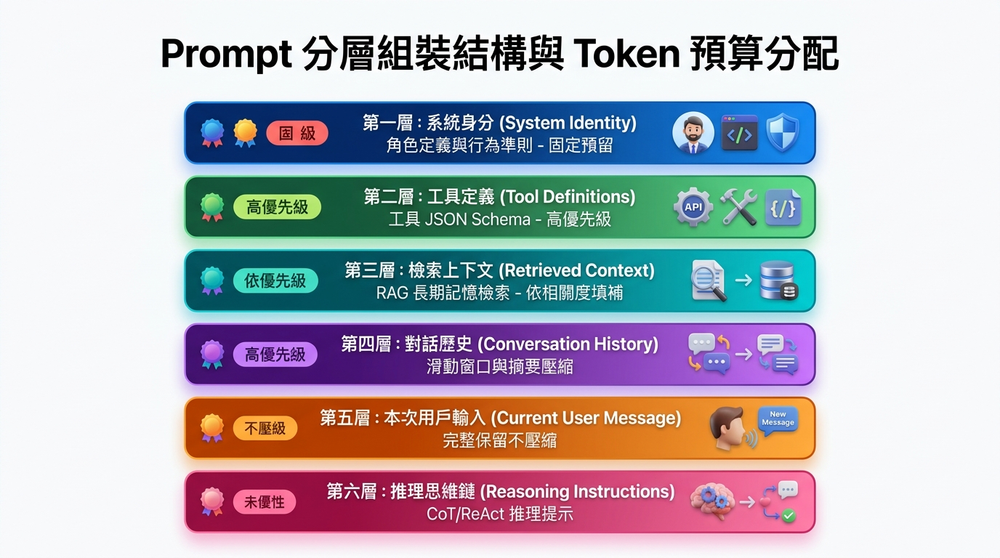 Prompt 分層組裝結構與 Token 預算分配
固 級
第一層 : 系統身分 (System Identity)
角色定義與行為準則 - 固定預留
</>
高優先級
第二層 : 工具定義 (Tool Definitions)
工具 JSON Schema - 高優先級
API
{/}
依優先級
第三層 : 檢索上下文 (Retrieved Context)
RAG 長期記憶檢索 - 依相關度填補
高優先級
第四層 : 對話歷史 (Conversation History)
滑動窗口與摘要壓縮
不壓級
第五層 : 本次用戶輸入 (Current User Message)
完整保留不壓縮
New
Message
未優性
第六層 : 推理思維鏈 (Reasoning Instructions)
CoT/ReAct 推理提示